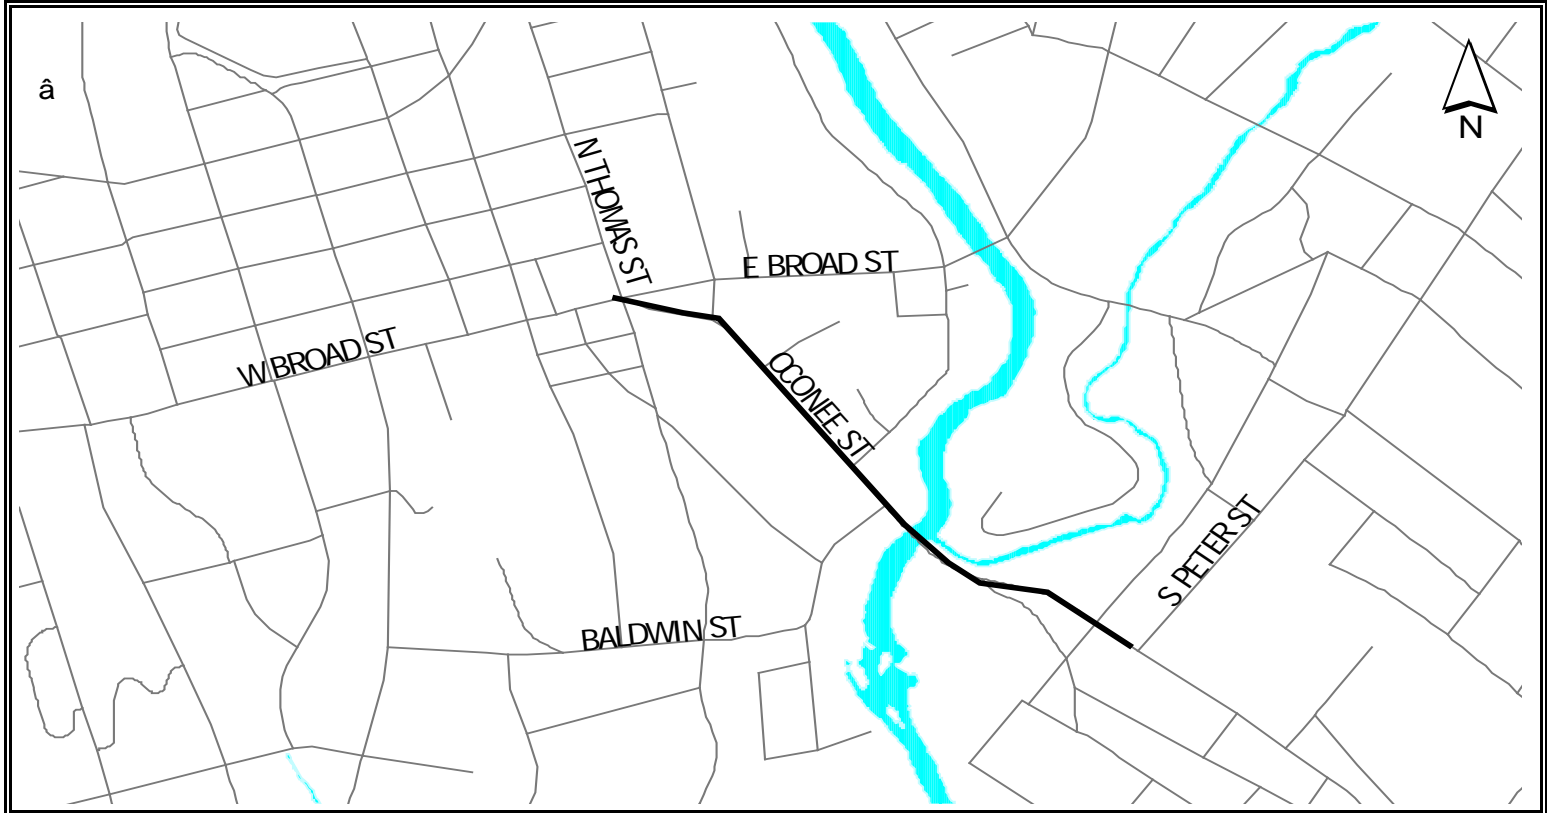 â
N
N THOMAS ST
E BROAD ST
W BROAD ST
OCONEE ST
S PETER ST
BALDWIN ST